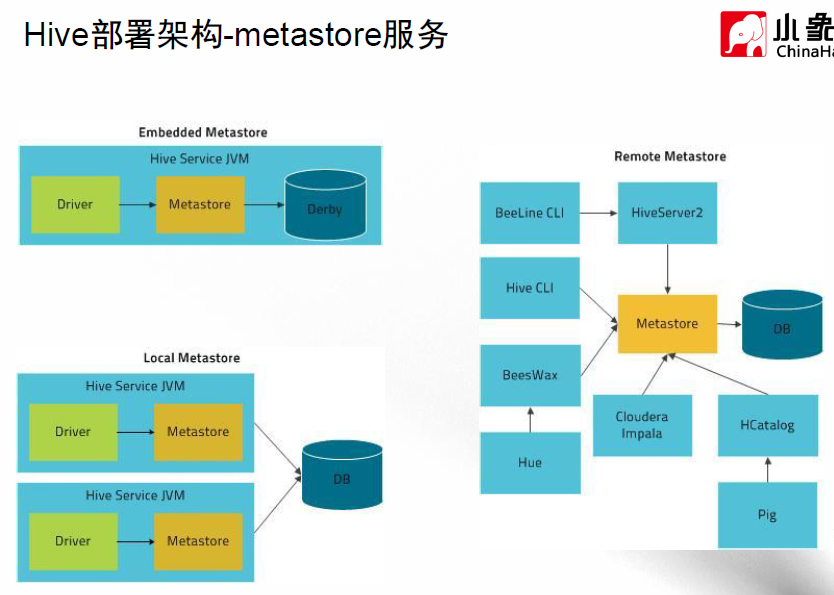 Hive部署架构-metastore服务
小象
ChinaHa
Embedded Metastore
Hive Service JVM
Driver
Metastore
Derby
Local Metastore
Hive Service JVM
Driver
Metastore
Hive Service JVM
Driver
Metastore
DB
Remote Metastore
BeeLine CLI
HiveServer2
Hive CLI
Metastore
DB
BeesWax
Cloudera
Impala
HCatalog
Hue
Pig